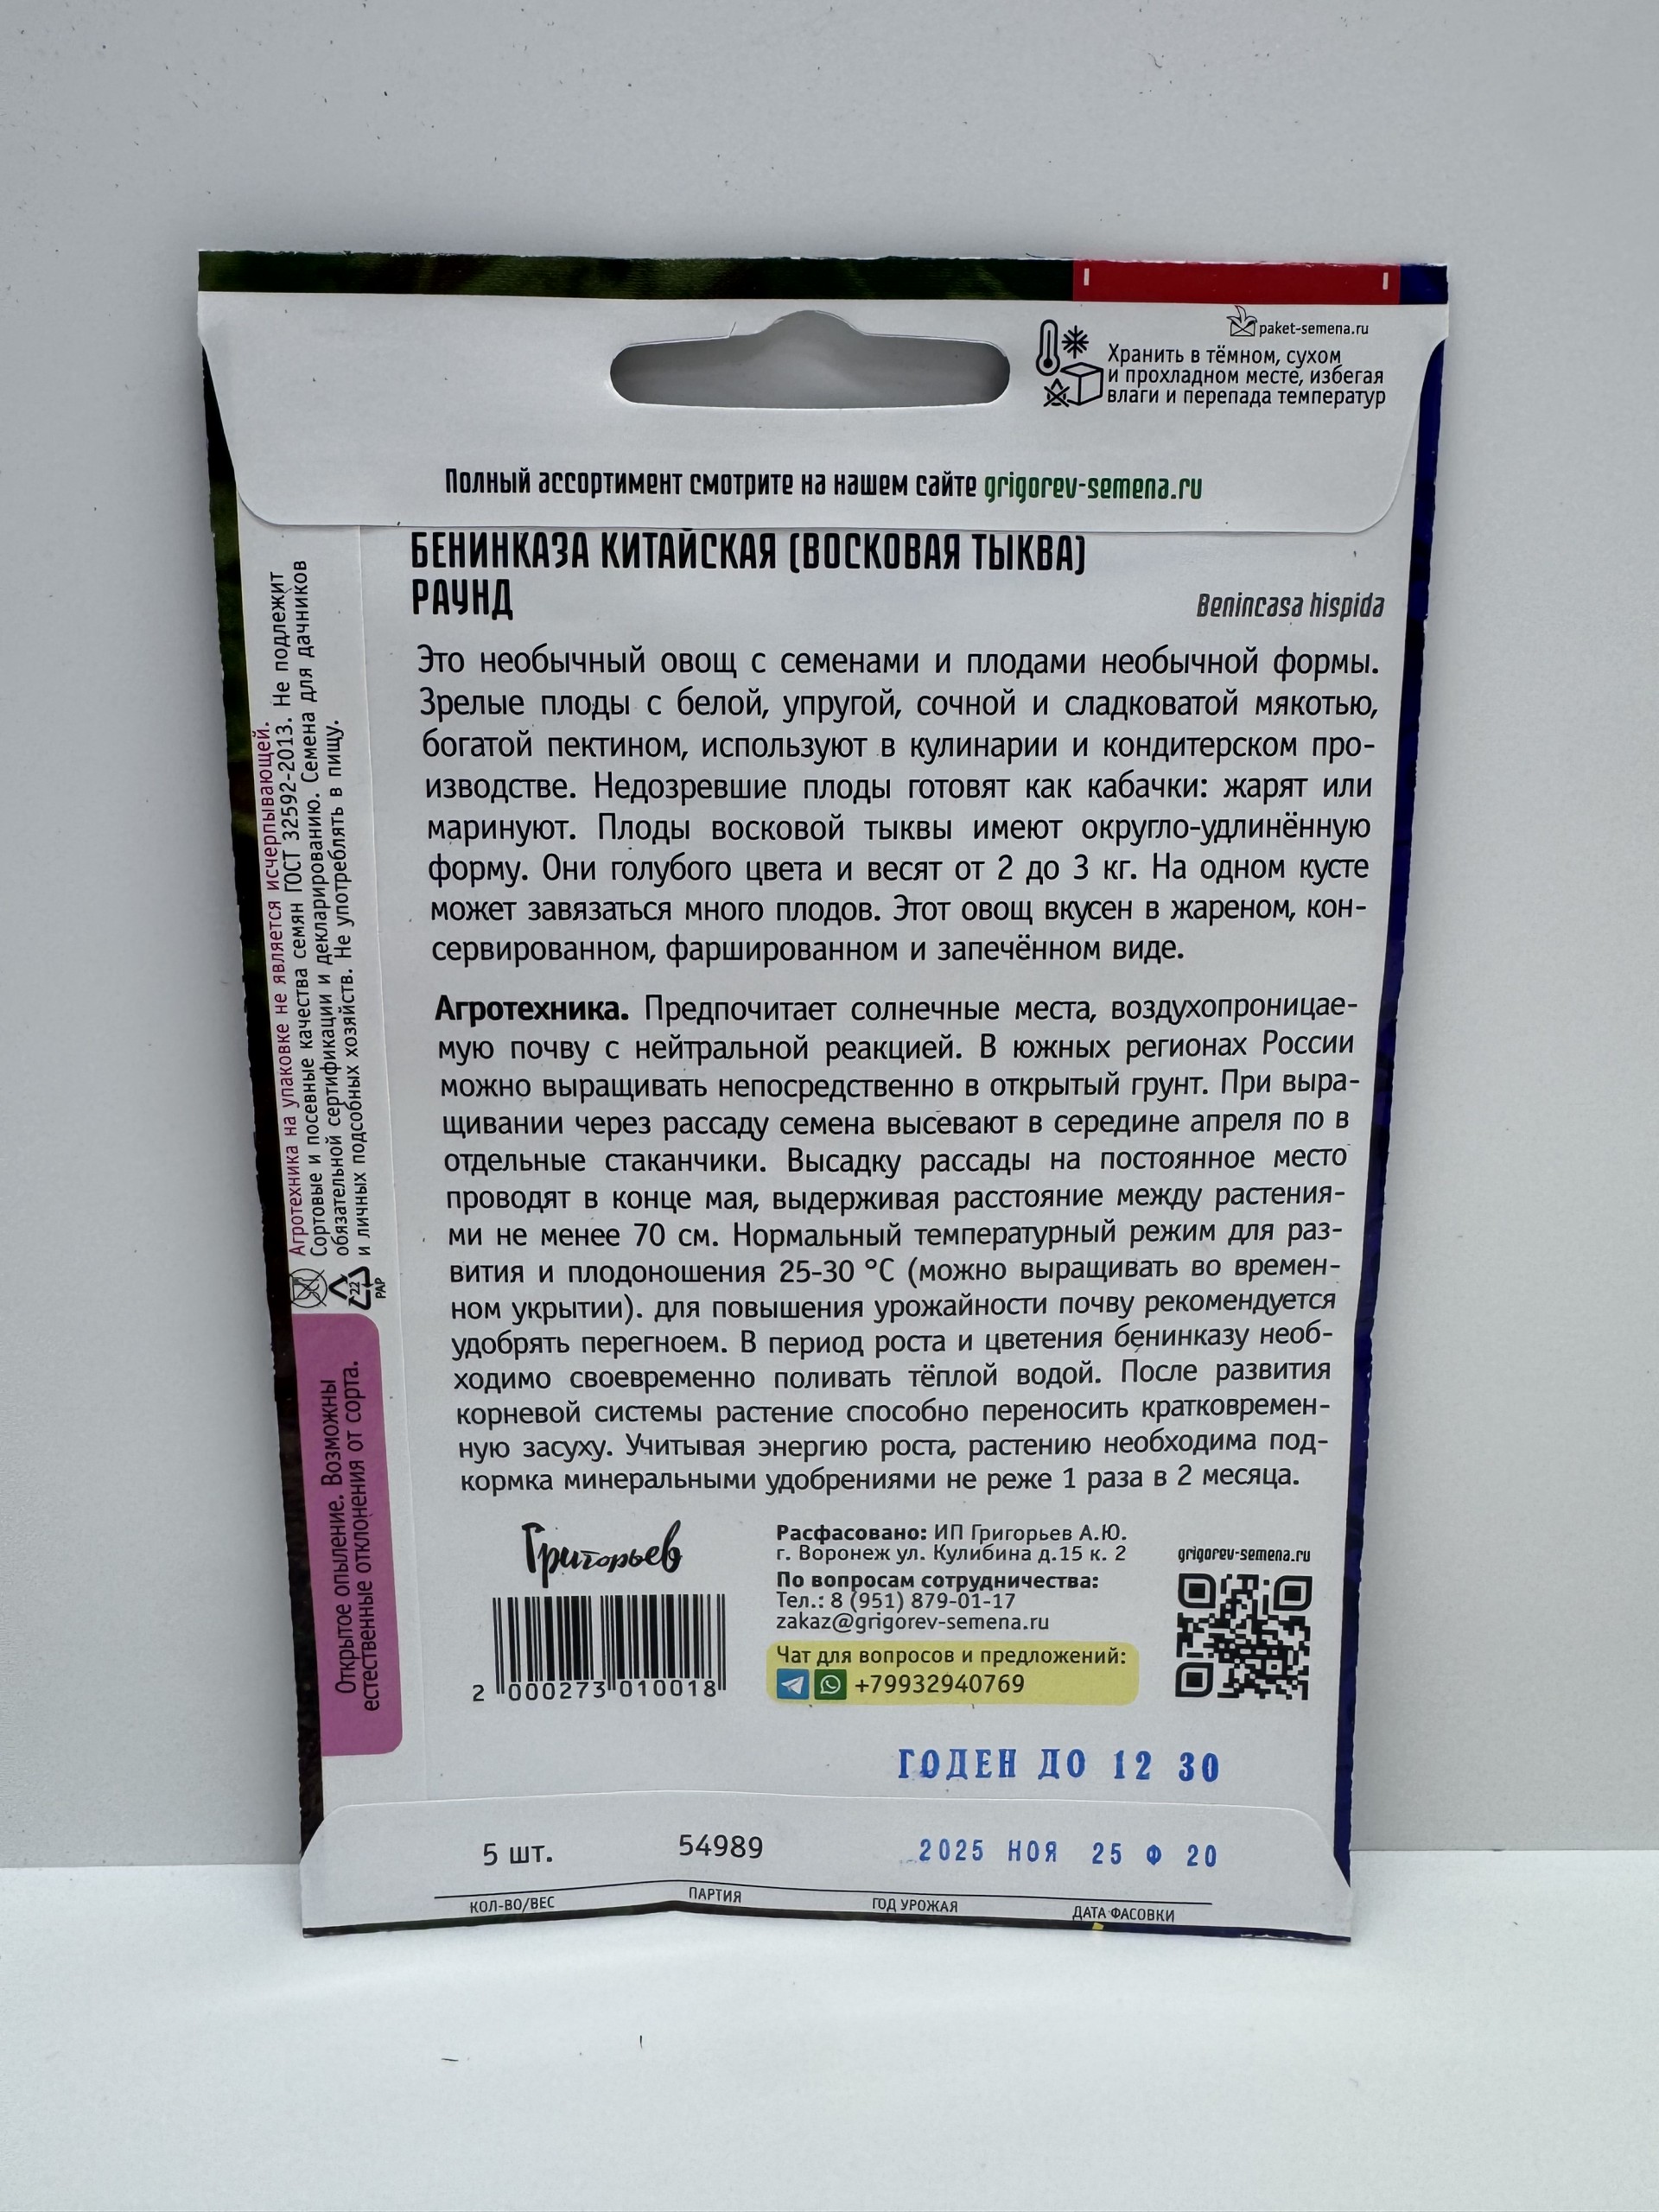 paket-semena.ru
Хранить в тёмном, сухом
и прохладном месте, избегая
влаги и перепада температур
Полный ассортимент смотрите на нашем сайте grigorev-semena.ru
БЕНИНКАЗА КИТАЙСКАЯ (ВОСКОВАЯ ТЫКВА)
РАУНД
Benincasa hispida
Это необычный овощ с семенами и плодами необычной формы.
Зрелые плоды с белой, упругой, сочной и сладковатой мякотью,
богатой пектином, используют в кулинарии и кондитерском про-
изводстве. Недозревшие плоды готовят как кабачки: жарят или
маринуют. Плоды восковой тыквы имеют округло-удлинённую
форму. Они голубого цвета и весят от 2 до 3 кг. На одном кусте
может завязаться много плодов. Этот овощ вкусен в жареном, кон-
сервированном, фаршированном и запечённом виде.
Агротехника. Предпочитает солнечные места, воздухопроницае-
мую почву с нейтральной реакцией. В южных регионах России
можно выращивать непосредственно в открытый грунт. При выра-
щивании через рассаду семена высевают в середине апреля по в
отдельные стаканчики. Высадку рассады на постоянное место
проводят в конце мая, выдерживая расстояние между растения-
ми не менее 70 см. Нормальный температурный режим для раз-
вития и плодоношения 25-30 °С (можно выращивать во времен-
ном укрытии). для повышения урожайности почву рекомендуется
удобрять перегноем. В период роста и цветения бенинказу необ-
ходимо своевременно поливать тёплой водой. После развития
корневой системы растение способно переносить кратковремен-
ную засуху. Учитывая энергию роста, растению необходима под-
кормка минеральными удобрениями не реже 1 раза в 2 месяца.
Агротехника на упаковке не является исчерпывающей.
Сортовые и посевные качества семян ГОСТ 32592-2013. Не подлежит
обязательной сертификации и декларированию. Семена для дачников
и личных подсобных хозяйств. Не употреблять в пищу.
22
PAP
Открытое опыление. Возможны
естественные отклонения от сорта.
Григорьев
2 000273 010018
Расфасовано: ИП Григорьев А.Ю.
г. Воронеж ул. Кулибина д.15 к. 2
По вопросам сотрудничества:
Тел.: 8 (951) 879-01-17
zakaz@grigorev-semena.ru
Чат для вопросов и предложений:
+79932940769
grigorev-semena.ru
ГОДЕН ДО 12 30
5 шт. 54989 2025 НОЯ 25 Ф 20
КОЛ-ВО/ВЕС ПАРТИЯ ГОД УРОЖАЯ ДАТА ФАСОВКИ